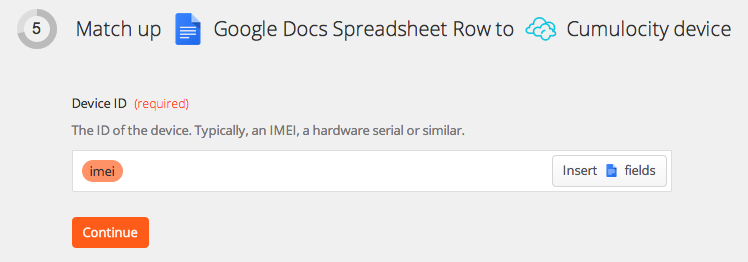 5 Match up Google Docs Spreadsheet Row to Cumulocity device
Device ID (required)
The ID of the device. Typically, an IMEI, a hardware serial or similar.
imei Insert fields
Continue